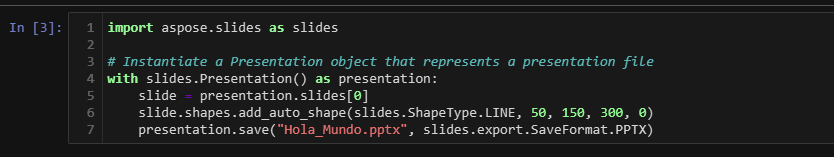 In [3]:
1 import aspose.slides as slides
2
3 # Instantiate a Presentation object that represents a presentation file
4 with slides.Presentation() as presentation:
5     slide = presentation.slides[0]
6     slide.shapes.add_auto_shape(slides.ShapeType.LINE, 50, 150, 300, 0)
7     presentation.save("Hola_Mundo.pptx", slides.export.SaveFormat.PPTX)